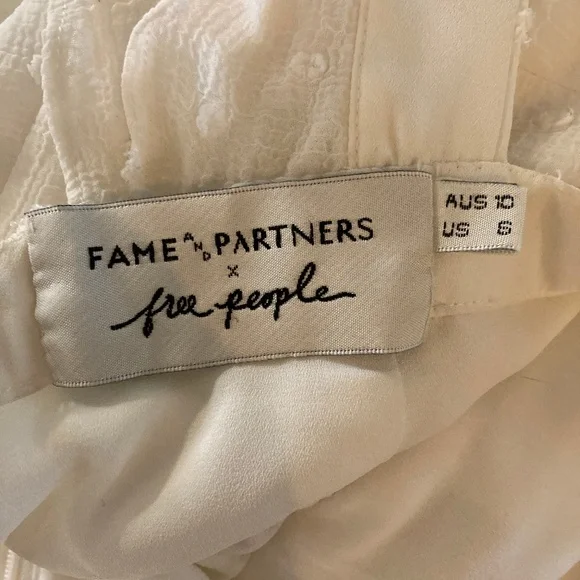 FAME AND PARTNERS
x
free people
AUS 10
US 6